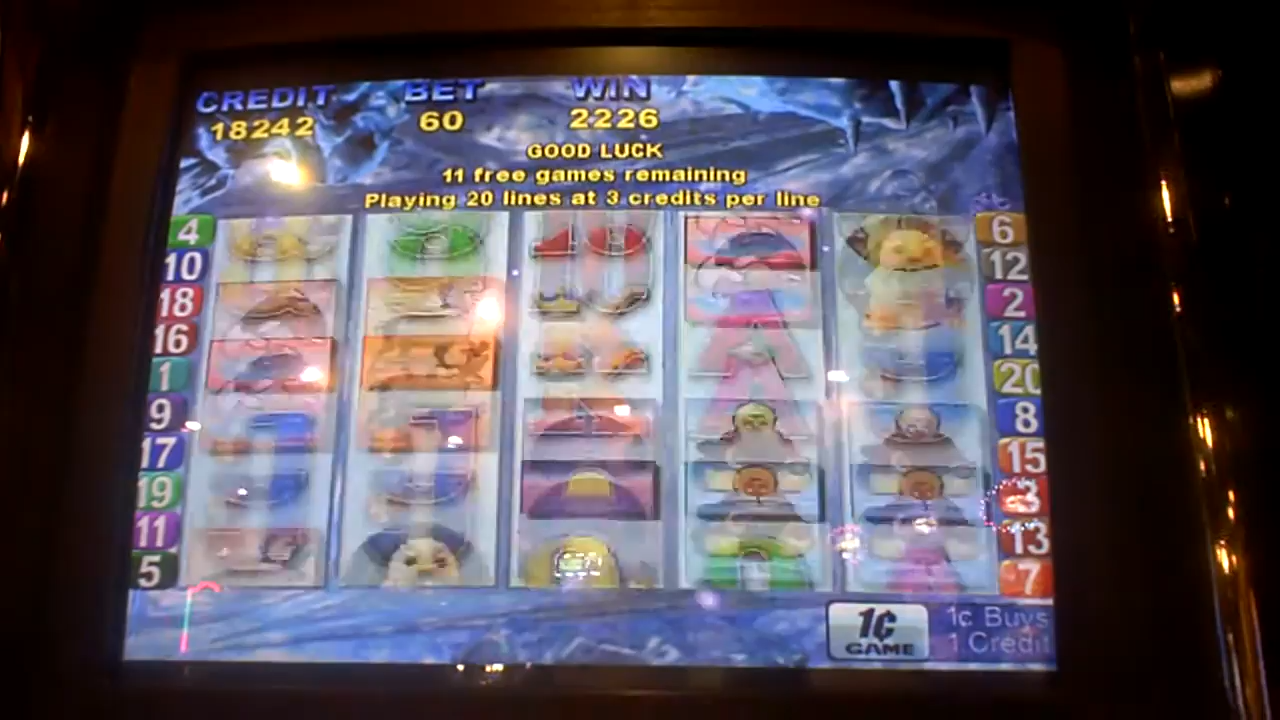 CREDIT BET WIN
18242 60 2226
GOOD LUCK
11 free games remaining
Playing 20 lines at 3 credits per line
4 6
10 12
18 2
16 14
1 20
9 8
17 15
19 3
11 13
5 7
1¢ GAME
1¢ Buys
1 Credit